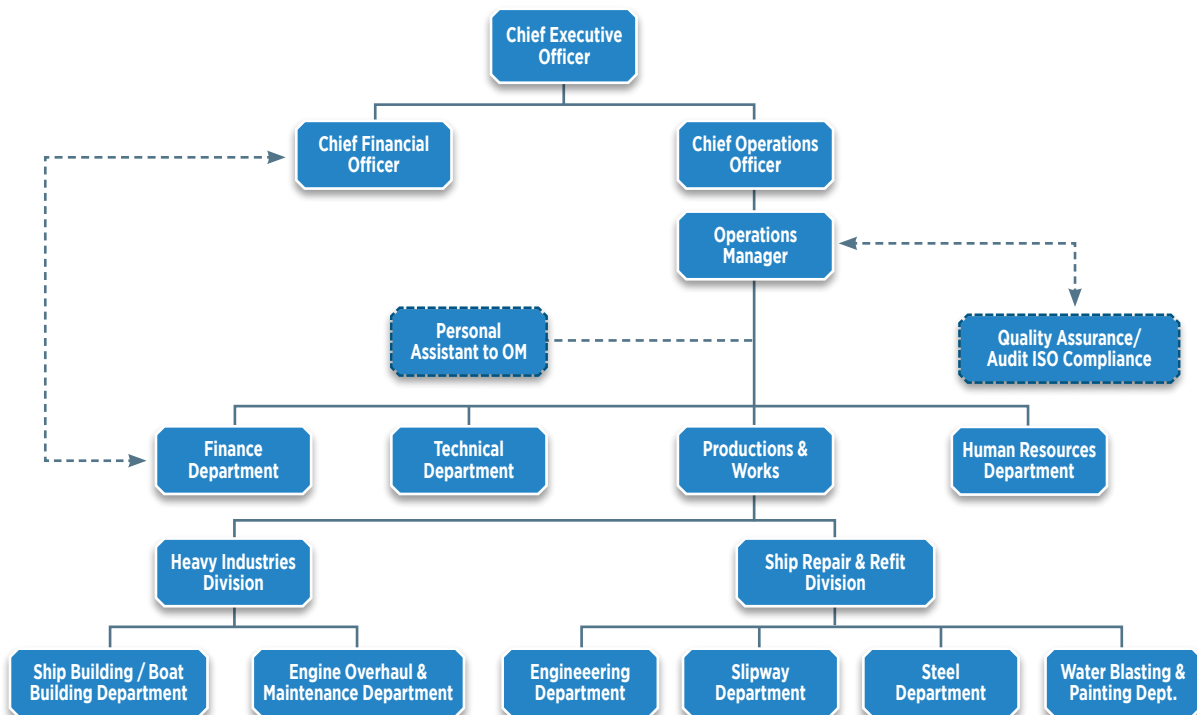 Chief Executive
Officer
Chief Financial
Officer
Chief Operations
Officer
Operations
Manager
Personal
Assistant to OM
Quality Assurance/
Audit ISO Compliance
Finance
Department
Technical
Department
Productions &
Works
Human Resources
Department
Heavy Industries
Division
Ship Repair & Refit
Division
Ship Building / Boat
Building Department
Engine Overhaul &
Maintenance Department
Engineeering
Department
Slipway
Department
Steel
Department
Water Blasting &
Painting Dept.